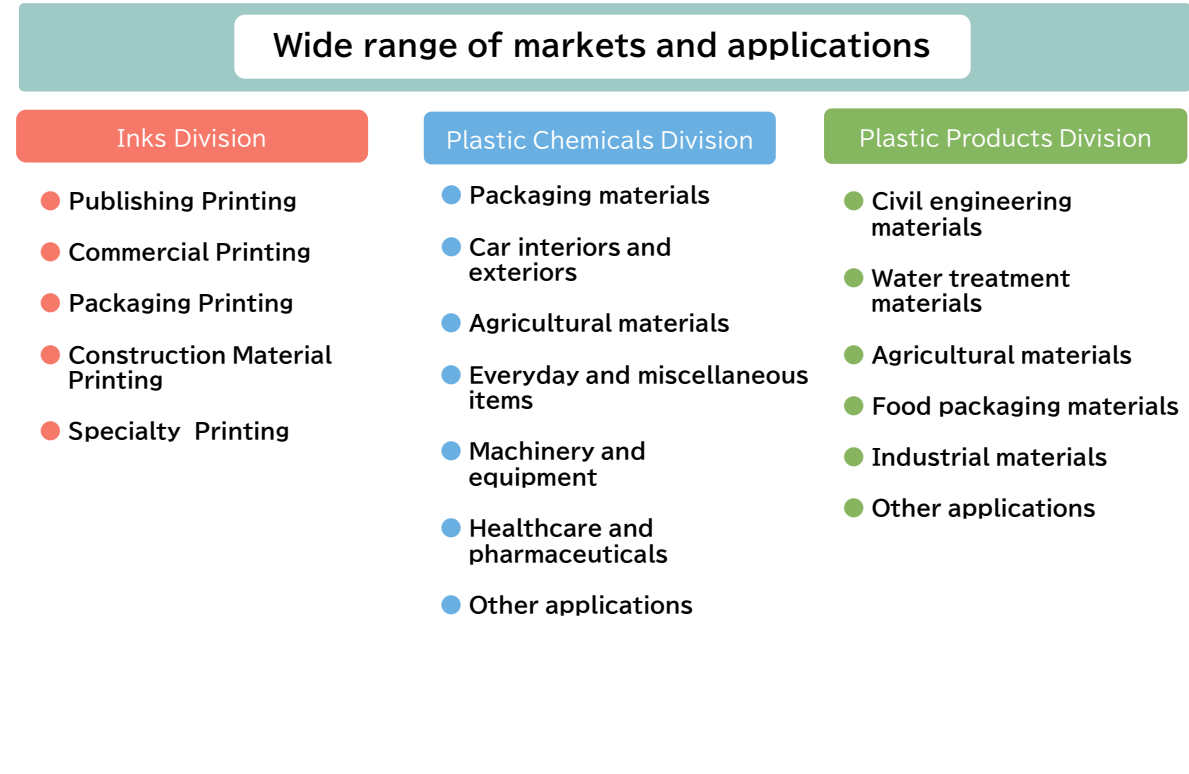 Wide range of markets and applications
Inks Division
Publishing Printing
Commercial Printing
Packaging Printing
Construction Material
Printing
Specialty Printing
Plastic Chemicals Division
Packaging materials
Car interiors and
exteriors
Agricultural materials
Everyday and miscellaneous
items
Machinery and
equipment
Healthcare and
pharmaceuticals
Other applications
Plastic Products Division
Civil engineering
materials
Water treatment
materials
Agricultural materials
Food packaging materials
Industrial materials
Other applications